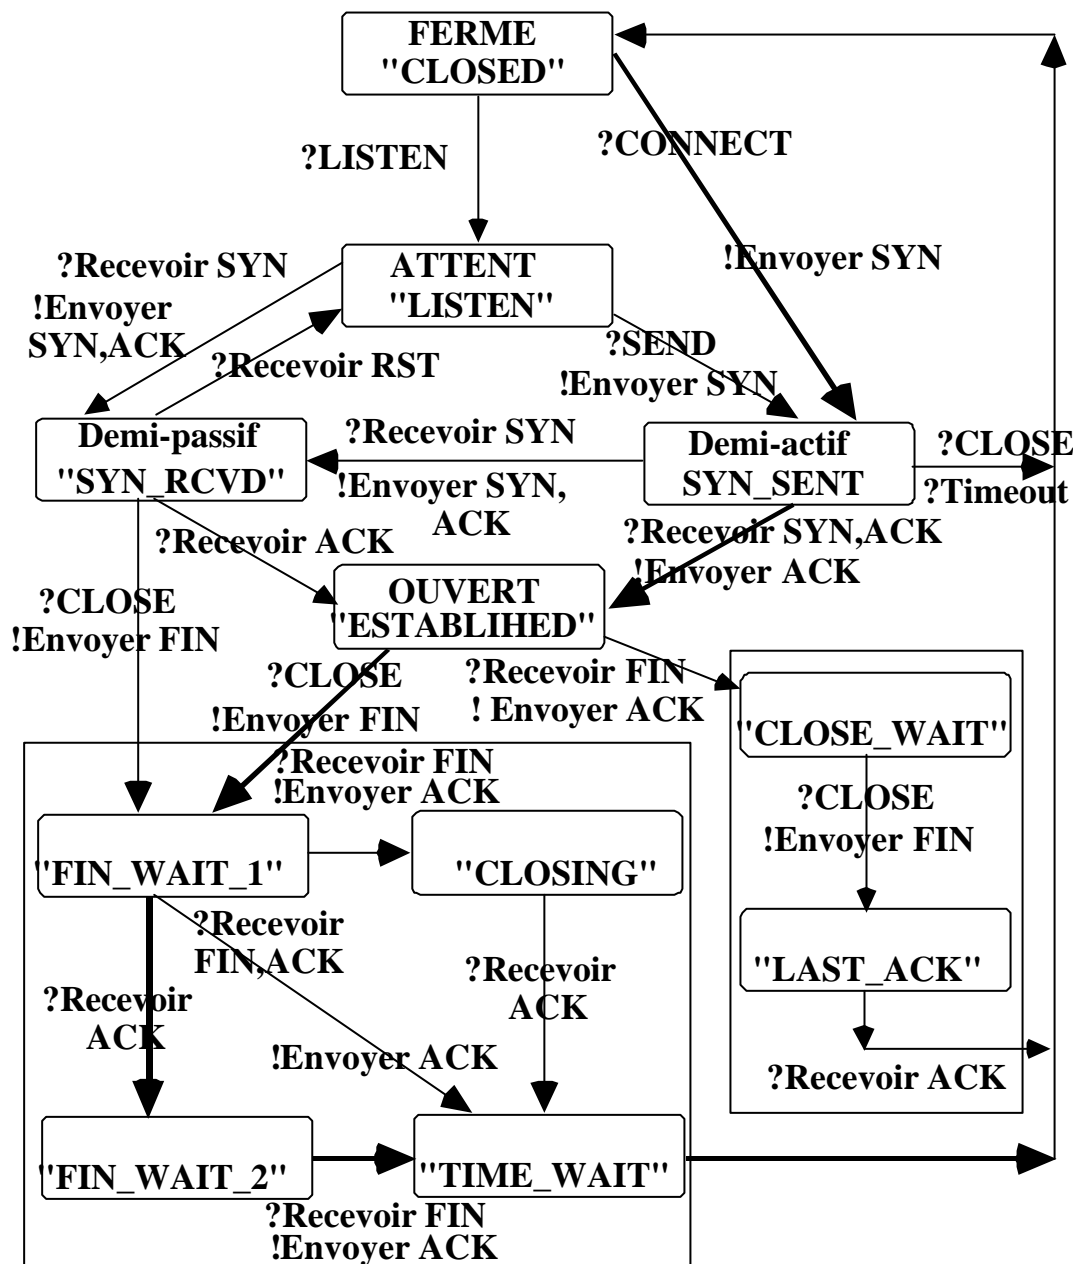 FERME
"CLOSED"
?LISTEN
?CONNECT
?Recevoir SYN
!Envoyer
SYN,ACK
ATTENT
"LISTEN"
!Envoyer SYN
?Recevoir RST
?SEND
!Envoyer SYN
Demi-passif
"SYN_RCVD"
?Recevoir SYN
!Envoyer SYN,
ACK
Demi-actif
SYN_SENT
?CLOSE
?Timeout
?Recevoir ACK
?Recevoir SYN,ACK
!Envoyer ACK
?CLOSE
!Envoyer FIN
OUVERT
"ESTABLIHED"
?CLOSE
!Envoyer FIN
?Recevoir FIN
! Envoyer ACK
"CLOSE_WAIT"
?Recevoir FIN
!Envoyer ACK
?CLOSE
!Envoyer FIN
"FIN_WAIT_1"
"CLOSING"
?Recevoir
FIN,ACK
"LAST_ACK"
?Recevoir
ACK
?Recevoir
ACK
!Envoyer ACK
?Recevoir ACK
"FIN_WAIT_2"
"TIME_WAIT"
?Recevoir FIN
!Envoyer ACK